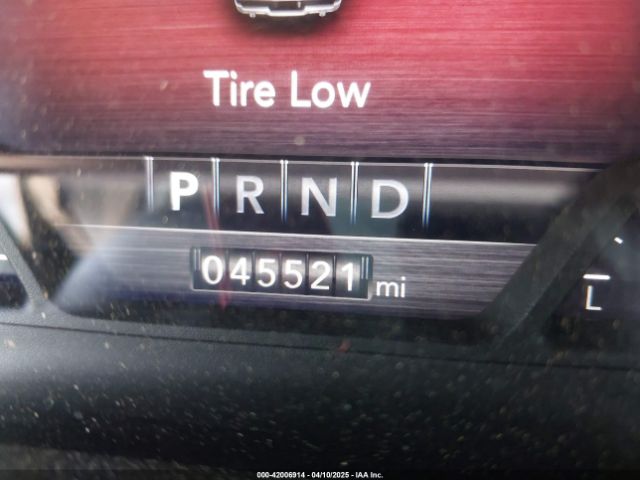 Tire Low
P R N D
045521 mi
L
000-42006914 - 04/10/2025 - IAA Inc.